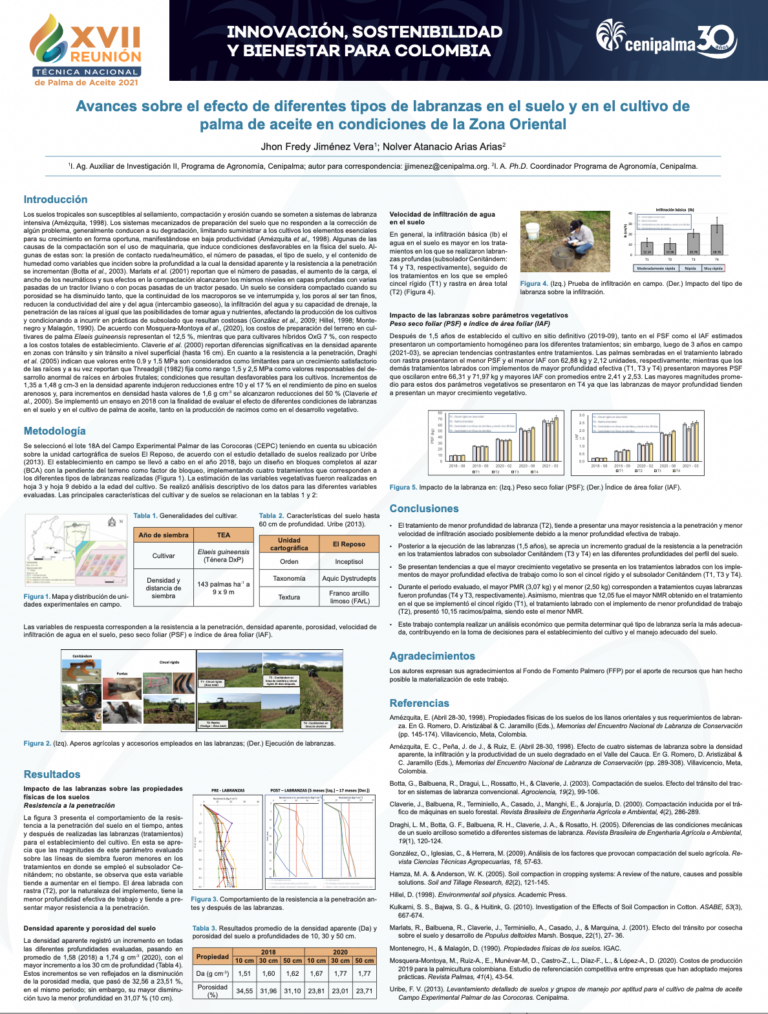 XVII
REUNIÓN
TÉCNICA NACIONAL
de Palma de Aceite 2021
INNOVACIÓN, SOSTENIBILIDAD
Y BIENESTAR PARA COLOMBIA
cenipalma 30 años
Avances sobre el efecto de diferentes tipos de labranzas en el suelo y en el cultivo de
palma de aceite en condiciones de la Zona Oriental
Jhon Fredy Jiménez Vera¹; Nolver Atanacio Arias Arias²
¹I. Ag. Auxiliar de Investigación II, Programa de Agronomía, Cenipalma; autor para correspondencia: jjimenez@cenipalma.org. ²I. A. Ph.D. Coordinador Programa de Agronomía, Cenipalma.
Introducción
Los suelos tropicales son susceptibles al sellamiento, compactación y erosión cuando se someten a sistemas de labranza
intensiva (Amézquita, 1998). Los sistemas mecanizados de preparación del suelo que no responden a la corrección de
algún problema, generalmente conducen a su degradación, limitando suministrar a los cultivos los elementos esenciales
para su crecimiento en forma oportuna, manifestándose en baja productividad (Amézquita et al., 1998). Algunas de las
causas de la compactación son el uso de maquinaria, que induce condiciones desfavorables en la física del suelo. Al-
gunas de estas son: la presión de contacto rueda/neumático, el número de pasadas, el tipo de suelo, y el contenido de
humedad como variables que inciden sobre la profundidad a la cual la densidad aparente y la resistencia a la penetración
se incrementan (Botta et al., 2003). Marlats et al. (2001) reportan que el número de pasadas, el aumento de la carga, el
ancho de los neumáticos y sus efectos en la compactación alcanzaron los mismos niveles en capas profundas con varias
pasadas de un tractor liviano o con pocas pasadas de un tractor pesado. Un suelo se considera compactado cuando su
porosidad se ha disminuido tanto, que la continuidad de los macroporos se ve interrumpida y, los poros al ser tan finos,
reducen la conductividad del aire y del agua (intercambio gaseoso), la infiltración del agua y su capacidad de drenaje, la
penetración de las raíces al igual que las posibilidades de tomar agua y nutrientes, afectando la producción de los cultivos
y condicionando a incurrir en prácticas de subsolado que resultan costosas (González et al., 2009; Hillel, 1998; Monte-
negro y Malagón, 1990). De acuerdo con Mosquera-Montoya et al., (2020), los costos de preparación del terreno en cul-
tivares de palma Elaeis guineensis representan el 12,5 %, mientras que para cultivares híbridos OxG 7 %, con respecto
a los costos totales de establecimiento. Claverie et al. (2000) reportan diferencias significativas en la densidad aparente
en zonas con tránsito y sin tránsito a nivel superficial (hasta 16 cm). En cuanto a la resistencia a la penetración, Draghi
et al. (2005) indican que valores entre 0,9 y 1,5 MPa son considerados como limitantes para un crecimiento satisfactorio
de las raíces y a su vez reportan que Threadgill (1982) fija como rango 1,5 y 2,5 MPa como valores responsables del de-
sarrollo anormal de raíces en árboles frutales; condiciones que resultan desfavorables para los cultivos. Incrementos de
1,35 a 1,48 g cm-3 en la densidad aparente indujeron reducciones entre 10 y el 17 % en el rendimiento de pino en suelos
arenosos y, para incrementos en densidad hasta valores de 1,6 g cm-³ se alcanzaron reducciones del 50 % (Claverie et
al., 2000). Se implementó un ensayo en 2018 con la finalidad de evaluar el efecto de diferentes condiciones de labranzas
en el suelo y en el cultivo de palma de aceite, tanto en la producción de racimos como en el desarrollo vegetativo.
Metodología
Se seleccionó el lote 18A del Campo Experimental Palmar de las Corocoras (CEPC) teniendo en cuenta su ubicación
sobre la unidad cartográfica de suelos El Reposo, de acuerdo con el estudio detallado de suelos realizado por Uribe
(2013). El establecimiento en campo se llevó a cabo en el año 2018, bajo un diseño en bloques completos al azar
(BCA) con la pendiente del terreno como factor de bloqueo, implementando cuatro tratamientos que corresponden a
los diferentes tipos de labranzas realizadas (Figura 1). La estimación de las variables vegetativas fueron realizadas en
hoja 3 y hoja 9 debido a la edad del cultivo. Se realizó análisis descriptivo de los datos para las diferentes variables
evaluadas. Las principales características del cultivar y de suelos se relacionan en las tablas 1 y 2:
Figura 1. Mapa y distribución de uni-
dades experimentales en campo.
Tabla 1. Generalidades del cultivar.
Año de siembra TEA
Cultivar Elaeis guineensis (Ténera DxP)
Densidad y distancia de siembra 143 palmas ha-¹ a 9 x 9 m
Tabla 2. Características del suelo hasta
60 cm de profundidad. Uribe (2013).
Unidad cartográfica El Reposo
Orden Inceptisol
Taxonomía Aquic Dystrudepts
Textura Franco arcillo limoso (FArL)
Las variables de respuesta corresponden a la resistencia a la penetración, densidad aparente, porosidad, velocidad de
infiltración de agua en el suelo, peso seco foliar (PSF) e índice de área foliar (IAF).
Cenitándem
Puntas
Cincel rígido
Figura 2. (Izq). Aperos agrícolas y accesorios empleados en las labranzas; (Der.) Ejecución de labranzas.
Resultados
Impacto de las labranzas sobre las propiedades
físicas de los suelos
Resistencia a la penetración
La figura 3 presenta el comportamiento de la resis-
tencia a la penetración del suelo en el tiempo, antes
y después de realizadas las labranzas (tratamientos)
para el establecimiento del cultivo. En esta se apre-
cia que las magnitudes de este parámetro evaluado
sobre las líneas de siembra fueron menores en los
tratamientos en donde se empleó el subsolador Ce-
nitándem; no obstante, se observa que esta variable
tiende a aumentar en el tiempo. El área labrada con
rastra (T2), por la naturaleza del implemento, tiene la
menor profundidad efectiva de trabajo y tiende a pre-
sentar mayor resistencia a la penetración.
PRE - LABRANZAS
POST – LABRANZAS (5 meses (Izq.) – 17 meses (Der.))
Figura 3. Comportamiento de la resistencia a la penetración an-
tes y después de las labranzas.
Densidad aparente y porosidad del suelo
La densidad aparente registró un incremento en todas
las diferentes profundidades evaluadas, pasando en
promedio de 1,58 (2018) a 1,74 g cm-³ (2020), con el
mayor incremento a los 30 cm de profundidad (Tabla 4).
Estos incrementos se ven reflejados en la disminución
de la porosidad media, que pasó de 32,56 a 23,51 %,
en el mismo periodo; sin embargo, su mayor disminu-
ción tuvo la menor profundidad en 31,07 % (10 cm).
Tabla 3. Resultados promedio de la densidad aparente (Da) y
porosidad del suelo a profundidades de 10, 30 y 50 cm.
Propiedad 2018 2020
10 cm 30 cm 50 cm 10 cm 30 cm 50 cm
Da (g cm-³) 1,51 1,60 1,62 1,67 1,77 1,77
Porosidad (%) 34,55 31,96 31,10 23,81 23,01 23,71
Velocidad de infiltración de agua
en el suelo
En general, la infiltración básica (Ib) el
agua en el suelo es mayor en los trata-
mientos en los que se realizaron labran-
zas profundas (subsolador Cenitándem:
T4 y T3, respectivamente), seguido de
los tratamientos en los que se empleó
cincel rígido (T1) y rastra en área total
(T2) (Figura 4).
Infiltración básica (Ib)
T1 T2 T3 T4
Moderadamente rápida Rápida Muy rápida
Figura 4. (Izq.) Prueba de infiltración en campo. (Der.) Impacto del tipo de
labranza sobre la infiltración.
Impacto de las labranzas sobre parámetros vegetativos
Peso seco foliar (PSF) e índice de área foliar (IAF)
Después de 1,5 años de establecido el cultivo en sitio definitivo (2019-09), tanto en el PSF como el IAF estimados
presentaron un comportamiento homogéneo para los diferentes tratamientos; sin embargo, luego de 3 años en campo
(2021-03), se aprecian tendencias contrastantes entre tratamientos. Las palmas sembradas en el tratamiento labrado
con rastra presentaron el menor PSF y el menor IAF con 62,88 kg y 2,12 unidades, respectivamente; mientras que los
demás tratamientos labrados con implementos de mayor profundidad efectiva (T1, T3 y T4) presentaron mayores PSF
que oscilaron entre 66,31 y 71,97 kg y mayores IAF con promedios entre 2,41 y 2,53. Las mayores magnitudes prome-
dio para estos dos parámetros vegetativos se presentaron en T4 ya que las labranzas de mayor profundidad tienden
a presentan un mayor crecimiento vegetativo.
PSF (kg)
2018 - 08 2019 - 09 2020 - 02 2020 - 09 2021 - 03
T1 T2 T3 T4
IAF
2018 - 08 2019 - 09 2020 - 02 2020 - 09 2021 - 03
T1 T2 T3 T4
Figura 5. Impacto de la labranza en: (Izq.) Peso seco foliar (PSF); (Der.) Índice de área foliar (IAF).
Conclusiones
• El tratamiento de menor profundidad de labranza (T2), tiende a presentar una mayor resistencia a la penetración y menor
velocidad de infiltración asociado posiblemente debido a la menor profundidad efectiva de trabajo.
• Posterior a la ejecución de las labranzas (1,5 años), se aprecia un incremento gradual de la resistencia a la penetración
en los tratamientos labrados con subsolador Cenitándem (T3 y T4) en las diferentes profundidades del perfil del suelo.
• Se presentan tendencias a que el mayor crecimiento vegetativo se presenta en los tratamientos labrados con los imple-
mentos de mayor profundidad efectiva de trabajo como lo son el cincel rígido y el subsolador Cenitándem (T1, T3 y T4).
• Durante el periodo evaluado, el mayor PMR (3,07 kg) y el menor (2,50 kg) corresponden a tratamientos cuyas labranzas
fueron profundas (T4 y T3, respectivamente). Asimismo, mientras que 12,05 fue el mayor NMR obtenido en el tratamiento
en el que se implementó el cincel rígido (T1), el tratamiento labrado con el implemento de menor profundidad de trabajo
(T2), presentó 10,15 racimos/palma, siendo este el menor NMR.
• Este trabajo contempla realizar un análisis económico que permita determinar qué tipo de labranza sería la más adecua-
da, contribuyendo en la toma de decisiones para el establecimiento del cultivo y el manejo adecuado del suelo.
Agradecimientos
Los autores expresan sus agradecimientos al Fondo de Fomento Palmero (FFP) por el aporte de recursos que han hecho
posible la materialización de este trabajo.
Referencias
Amézquita, E. (Abril 28-30, 1998). Propiedades físicas de los suelos de los llanos orientales y sus requerimientos de labran-
za. En G. Romero, D. Aristizábal & C. Jaramillo (Eds.), Memorias del Encuentro Nacional de Labranza de Conservación
(pp. 145-174). Villavicencio, Meta, Colombia.
Amézquita, E. C., Peña, J. de J., & Ruiz, E. (Abril 28-30, 1998). Efecto de cuatro sistemas de labranza sobre la densidad
aparente, la infiltración y la productividad de un suelo degradado en el Valle del Cauca. En G. Romero, D. Aristizábal &
C. Jaramillo (Eds.), Memorias del Encuentro Nacional de Labranza de Conservación (pp. 289-308). Villavicencio, Meta,
Colombia.
Botta, G., Balbuena, R., Dragui, L., Rossatto, H., & Claverie, J. (2003). Compactación de suelos. Efecto del tránsito del trac-
tor en sistemas de labranza convencional. Agrociencia, 19(2), 99-106.
Claverie, J., Balbuena, R., Terminiello, A., Casado, J., Manghi, E., & Jorajuría, D. (2000). Compactación inducida por el trá-
fico de máquinas en suelo forestal. Revista Brasileira de Engenharia Agrícola e Ambiental, 4(2), 286-289.
Draghi, L. M., Botta, G. F., Balbuena, R. H., Claverie, J. A., & Rosatto, H. (2005). Diferencias de las condiciones mecánicas
de un suelo arcilloso sometido a diferentes sistemas de labranza. Revista Brasileira de Engenharia Agrícola e Ambiental,
19(1), 120-124.
González, O., Iglesias, C., & Herrera, M. (2009). Análisis de los factores que provocan compactación del suelo agrícola. Re-
vista Ciencias Técnicas Agropecuarias, 18, 57-63.
Hamza, M. A. & Anderson, W. K. (2005). Soil compaction in cropping systems: A review of the nature, causes and possible
solutions. Soil and Tillage Research, 82(2), 121-145.
Hillel, D. (1998). Environmental soil physics. Academic Press.
Kulkarni, S. S., Bajwa, S. G., & Huitink, G. (2010). Investigation of the Effects of Soil Compaction in Cotton. ASABE, 53(3),
667-674.
Marlats, R., Balbuena, R., Claverie, J., Terminiello, A., Casado, J., & Marquina, J. (2001). Efecto del tránsito por cosecha
sobre el suelo y desarrollo de Populus deltoides Marsh. Bosque, 22(1), 27- 36.
Montenegro, H., & Malagón, D. (1990). Propiedades físicas de los suelos. IGAC.
Mosquera-Montoya, M., Ruiz-A., E., Munévar-M, D., Castro-Z., L., Díaz-F., L., & López-A., D. (2020). Costos de producción
2019 para la palmicultura colombiana. Estudio de referenciación competitiva entre empresas que han adoptado mejores
prácticas. Revista Palmas, 41(4), 43-54.
Uribe, F. V. (2013). Levantamiento detallado de suelos y grupos de manejo por aptitud para el cultivo de palma de aceite
Campo Experimental Palmar de las Corocoras. Cenipalma.